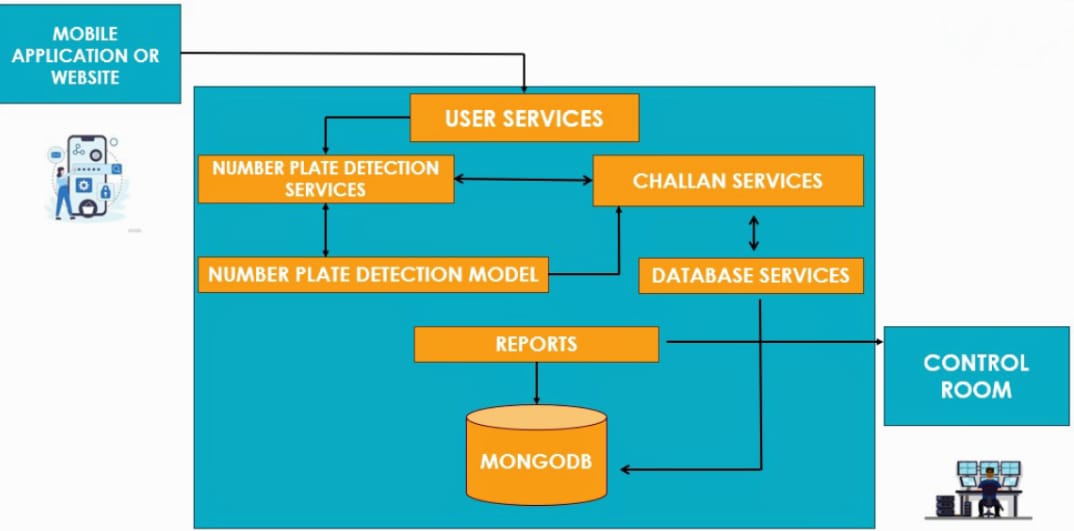 MOBILE
APPLICATION OR
WEBSITE
USER SERVICES
NUMBER PLATE DETECTION
SERVICES
CHALLAN SERVICES
NUMBER PLATE DETECTION MODEL
DATABASE SERVICES
REPORTS
CONTROL
ROOM
MONGODB